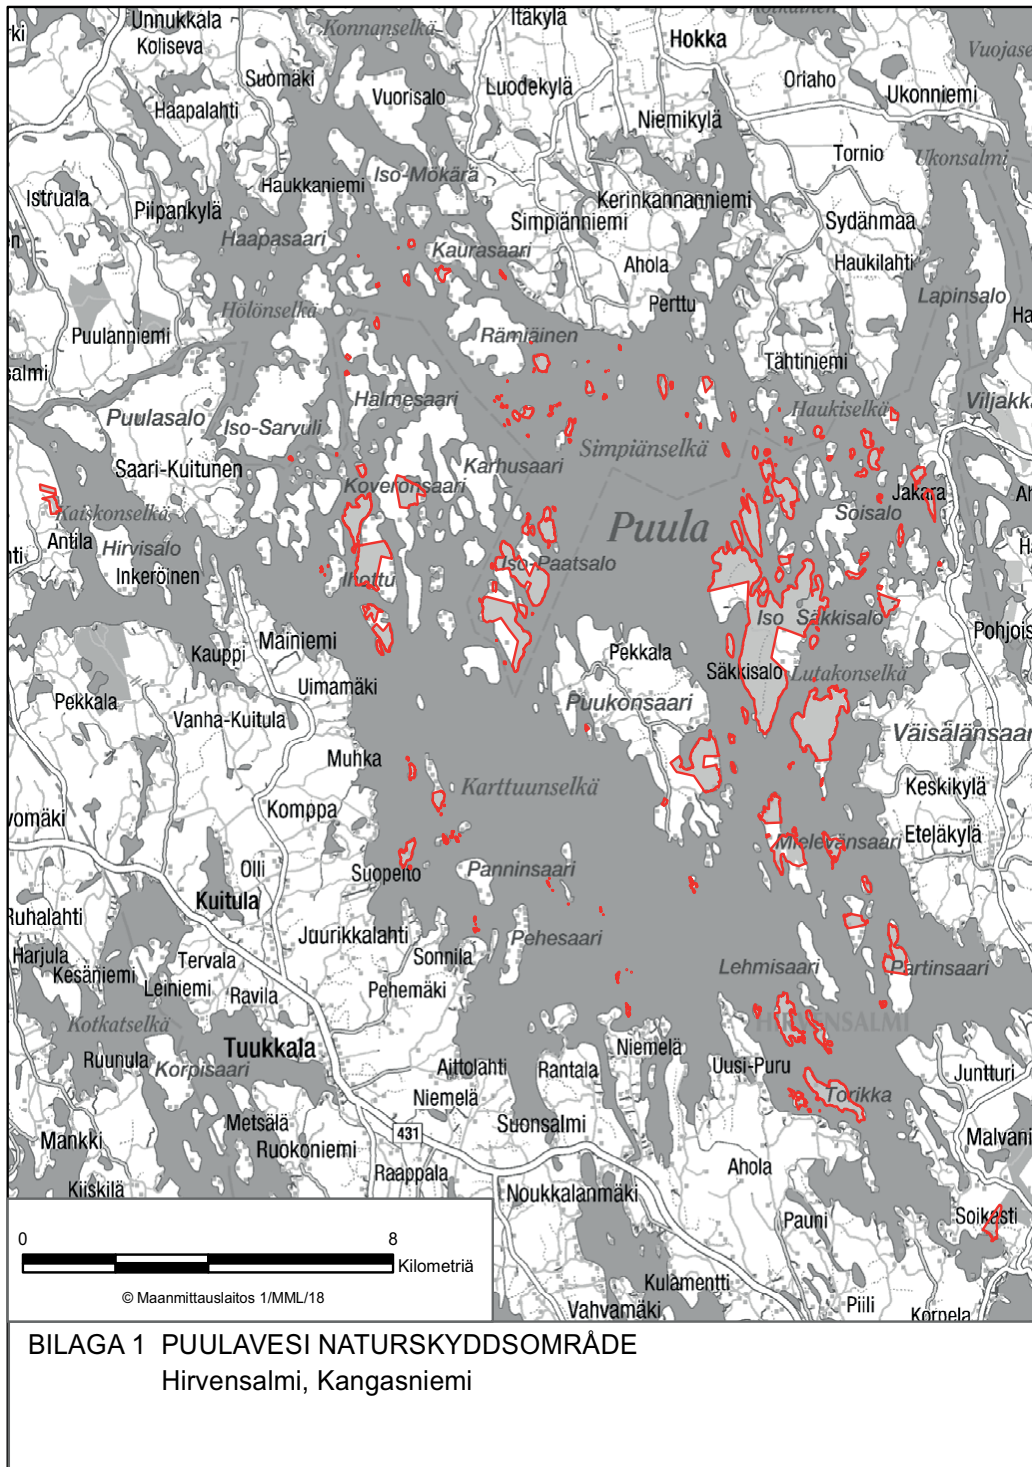 Unnukkala
Koliseva
Konnanselkä
Itäkylä
Hokka
Suomäki
Vuorisalo
Luodekylä
Oriaho
Haapalahti
Ukonniemi
Niemikylä
Tornio
Ukonsalmi
Istruala
Piipankylä
Haukkaniemi
Iso-Mökärä
Kerinkannanniemi
Simpiänniemi
Sydänmaa
Haapasaari
Kaurasaari
Ahola
Haukilahti
Perttu
Lapinsalo
Hölönselkä
Puulanniemi
Rämiäinen
Tähtiniemi
Halmesaari
Haukiselkä
Puulasalo
Iso-Sarvuli
Simpiänselkä
Saari-Kuitunen
Karhusaari
Koveronsaari
Jakara
Kaiskonselkä
Puula
Soisalo
Antila
Hirvisalo
Inkeröinen
Ihottu
Iso-Paatsalo
Iso Säkkisalo
Mainiemi
Kauppi
Pekkala
Säkkisalo
Lutakonselkä
Uimamäki
Pekkala
Puukonsaari
Vanha-Kuitula
Väisälänsaari
Muhka
Karttuunselkä
Keskikylä
Komppa
Eteläkylä
Mielevänsaari
Olli
Suopelto
Panninsaari
Kuitula
Ruhalahti
Juurikkalahti
Pehesaari
Harjula
Tervala
Sonnila
Kesäniemi
Lehmisaari
Partinsaari
Leiniemi
Ravila
Pehemäki
Kotkatselkä
HIRVENSALMI
Tuukkala
Niemelä
Ruunula
Korpisaari
Aittolahti
Rantala
Uusi-Puru
Juntturi
Niemelä
Torikka
Metsälä
Suonsalmi
Mankki
431
Ruokoniemi
Malvani
Raappala
Ahola
Kiiskilä
Noukkalanmäki
Soikasti
Pauni
0 8
Kilometriä
Kulamentti
© Maanmittauslaitos 1/MML/18
Vahvamäki
Piili
Korpela
BILAGA 1 PUULAVESI NATURSKYDDSOMRÅDE
Hirvensalmi, Kangasniemi